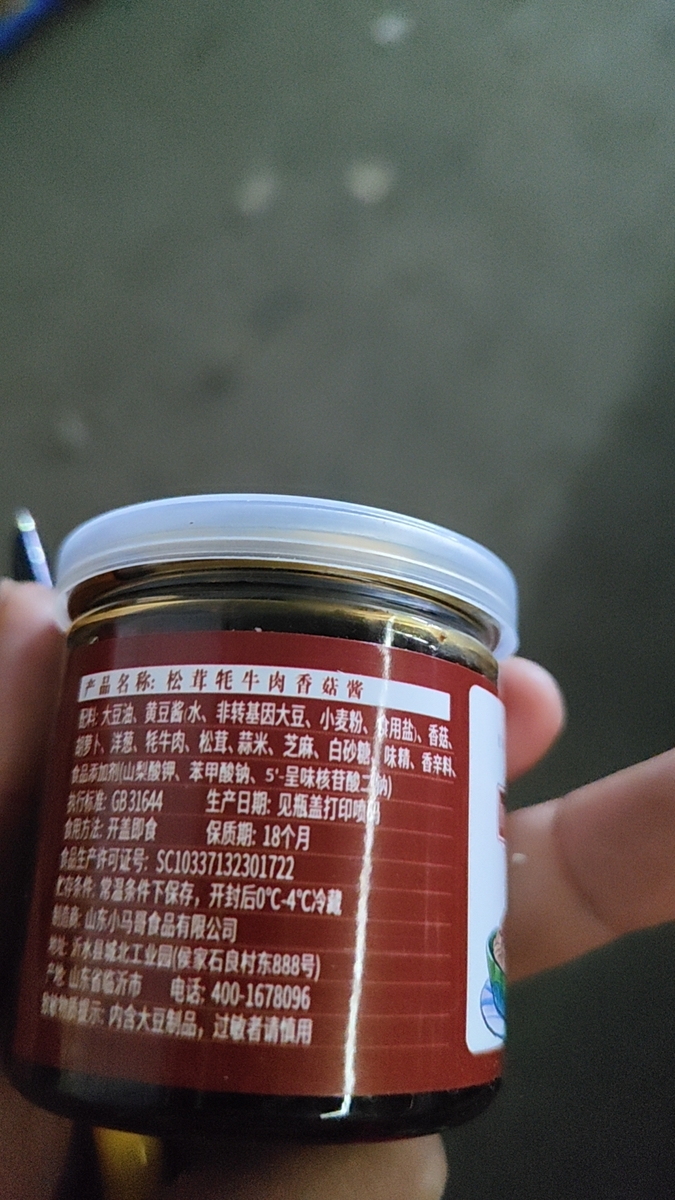 产品名称: 松茸牦牛肉香菇酱
配料: 大豆油、黄豆酱(水、非转基因大豆、小麦粉、食用盐)、香菇、
胡萝卜、洋葱、牦牛肉、松茸、蒜米、芝麻、白砂糖、味精、香辛料、
食品添加剂(山梨酸钾、苯甲酸钠、5'-呈味核苷酸二钠)
执行标准: GB31644 生产日期: 见瓶盖打印喷码
食用方法: 开盖即食 保质期: 18个月
食品生产许可证号: SC10337132301722
贮存条件: 常温条件下保存，开封后0℃-4℃冷藏
制造商: 山东小马哥食品有限公司
地址: 沂水县城北工业园(侯家石良村东888号)
产地: 山东省临沂市 电话: 400-1678096
致敏物质提示: 内含大豆制品，过敏者请慎用